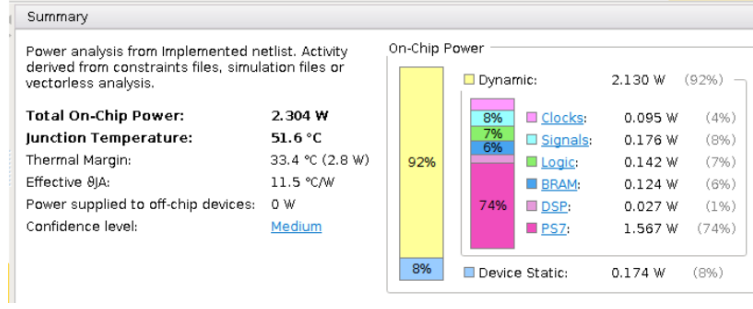 Summary
Power analysis from Implemented netlist. Activity
derived from constraints files, simulation files or
vectorless analysis.
Total On-Chip Power: 2.304 W
Junction Temperature: 51.6 °C
Thermal Margin: 33.4 °C (2.8 W)
Effective ϑJA: 11.5 °C/W
Power supplied to off-chip devices: 0 W
Confidence level: Medium
On-Chip Power
92%
8%
Dynamic: 2.130 W (92%)
8%
7%
6%
74%
Clocks: 0.095 W (4%)
Signals: 0.176 W (8%)
Logic: 0.142 W (7%)
BRAM: 0.124 W (6%)
DSP: 0.027 W (1%)
PS7: 1.567 W (74%)
Device Static: 0.174 W (8%)